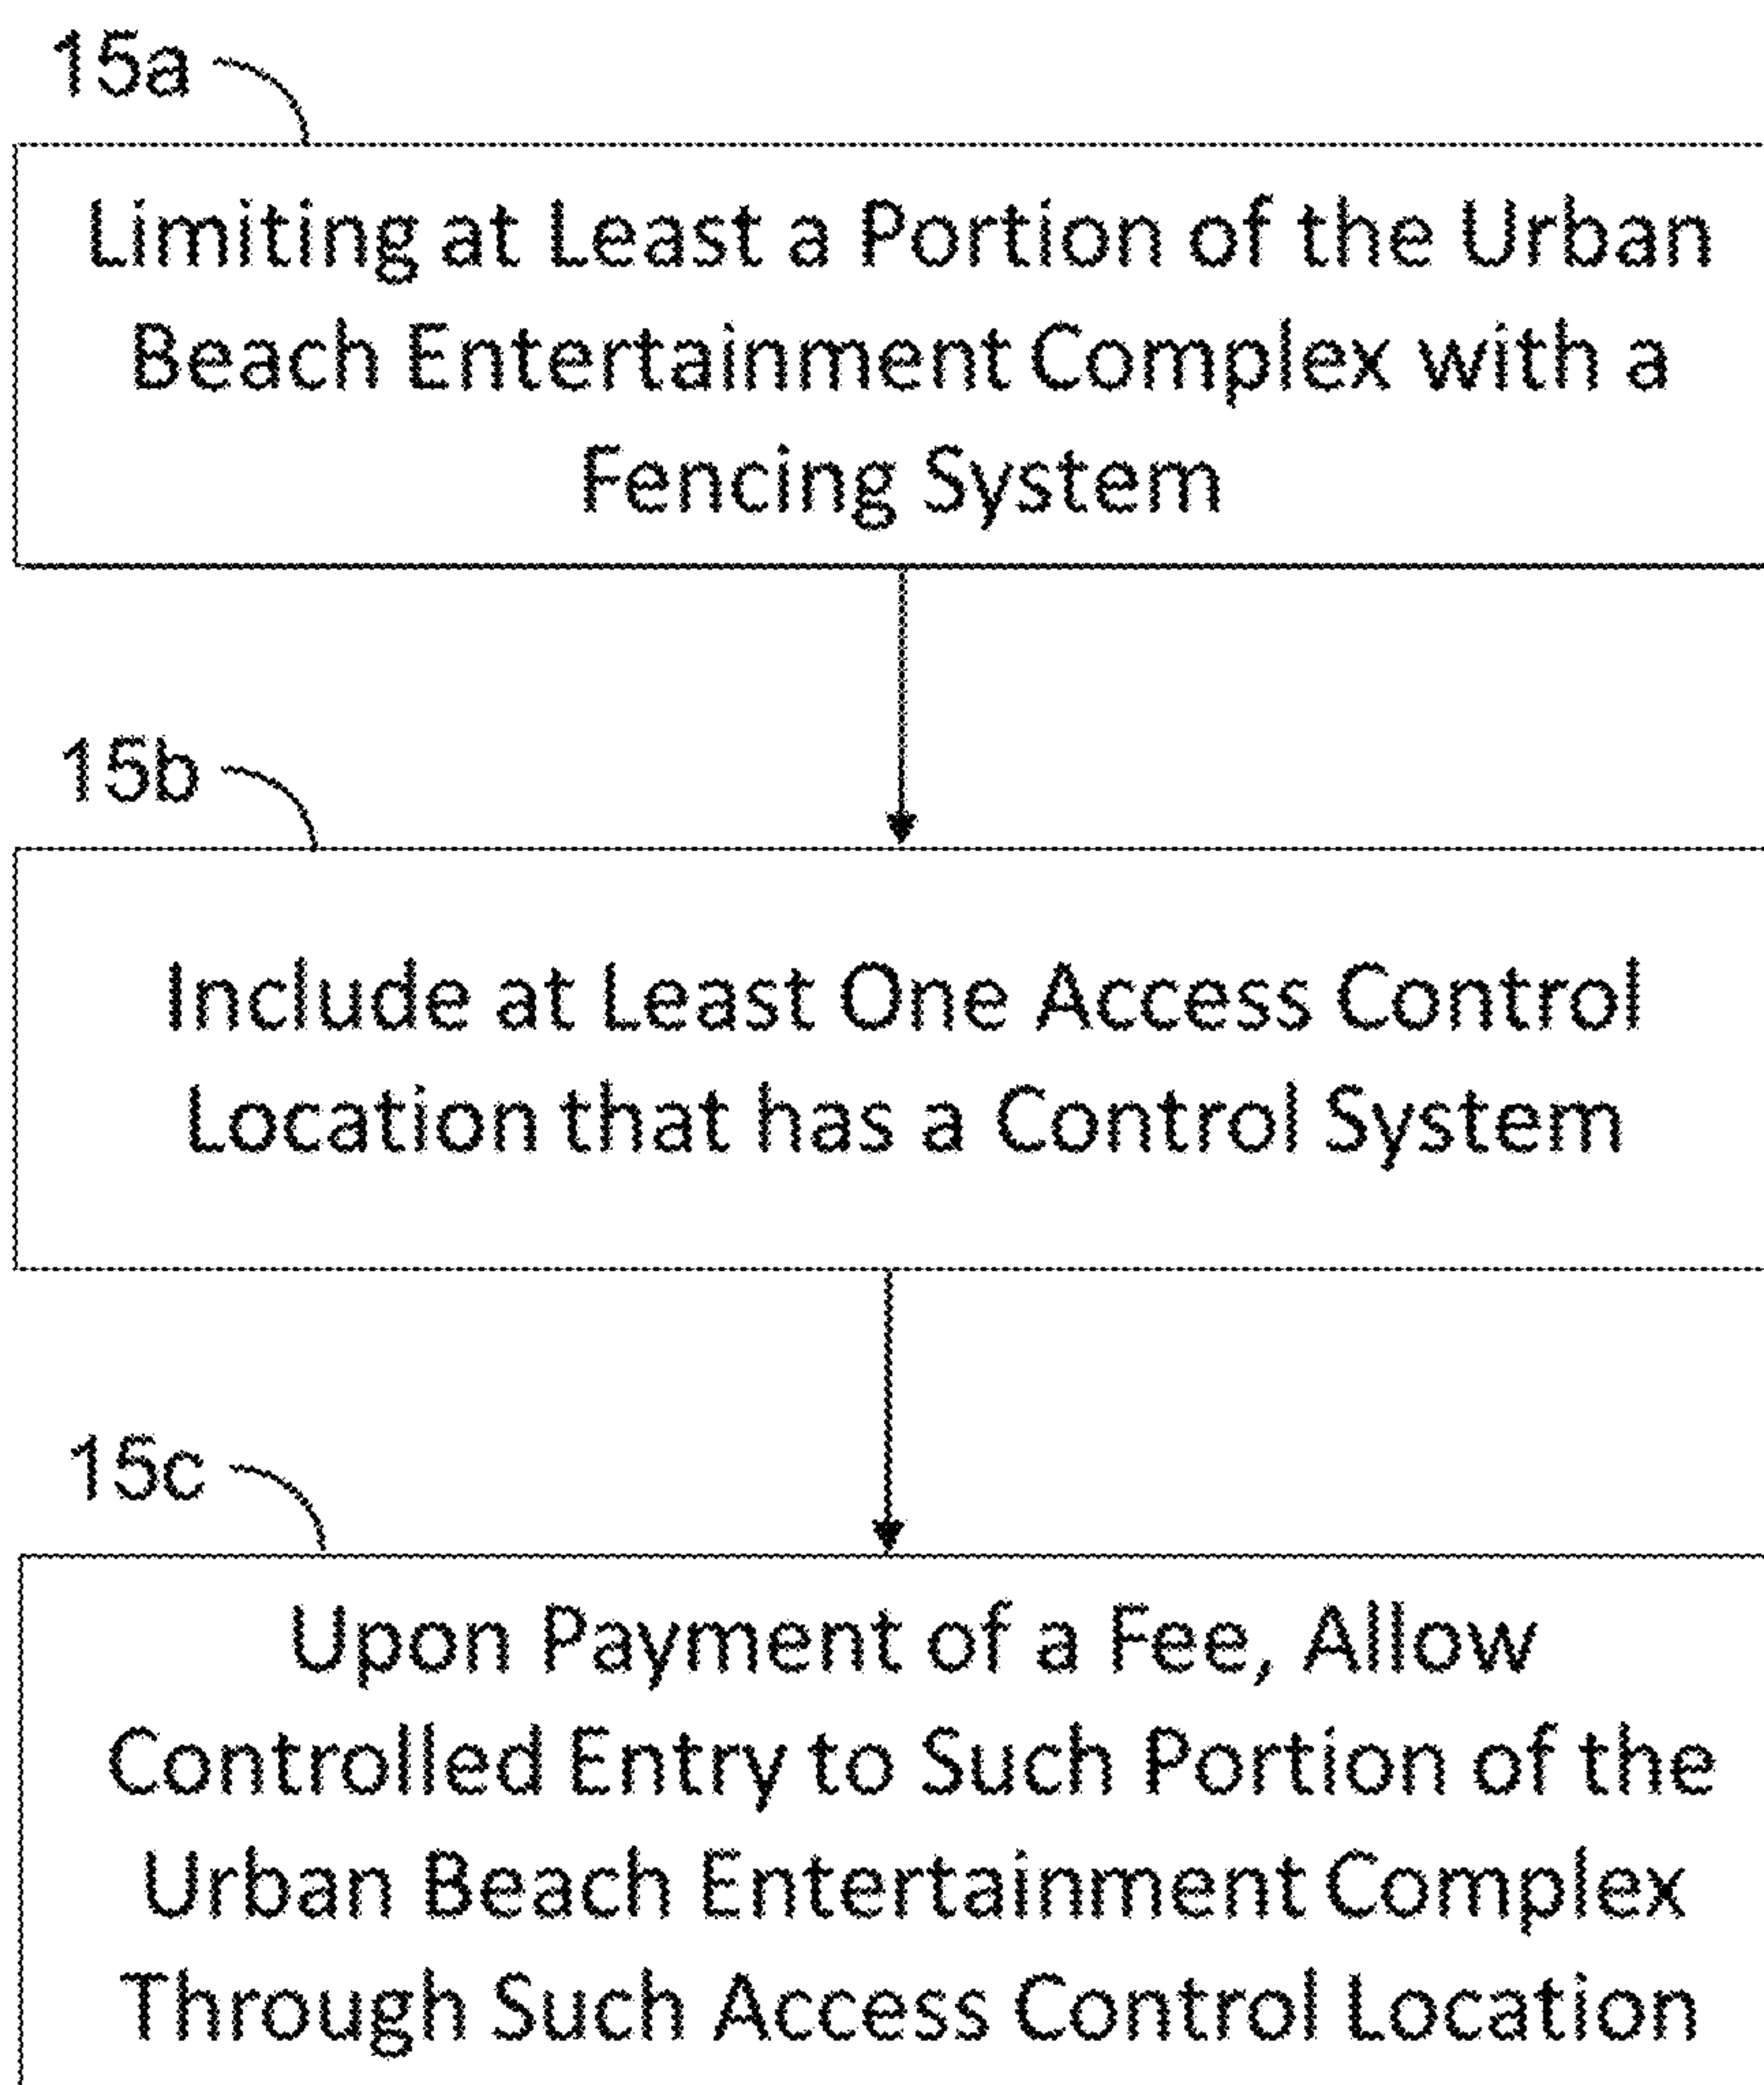 15a
Limiting at Least a Portion of the Urban
Beach Entertainment Complex with a
Fencing System
15b
Include at Least One Access Control
Location that has a Control System
15c
Upon Payment of a Fee, Allow
Controlled Entry to Such Portion of the
Urban Beach Entertainment Complex
Through Such Access Control Location